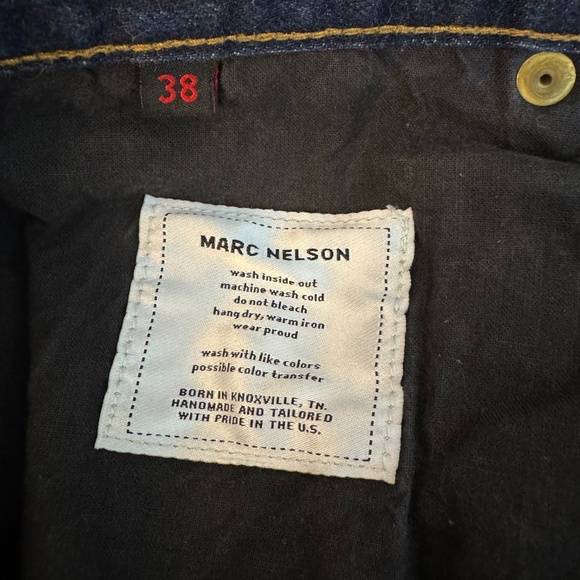 38
MARC NELSON
wash inside out
machine wash cold
do not bleach
hang dry, warm iron
wear proud
wash with like colors
possible color transfer
BORN IN KNOXVILLE, TN.
HANDMADE AND TAILORED
WITH PRIDE IN THE U.S.